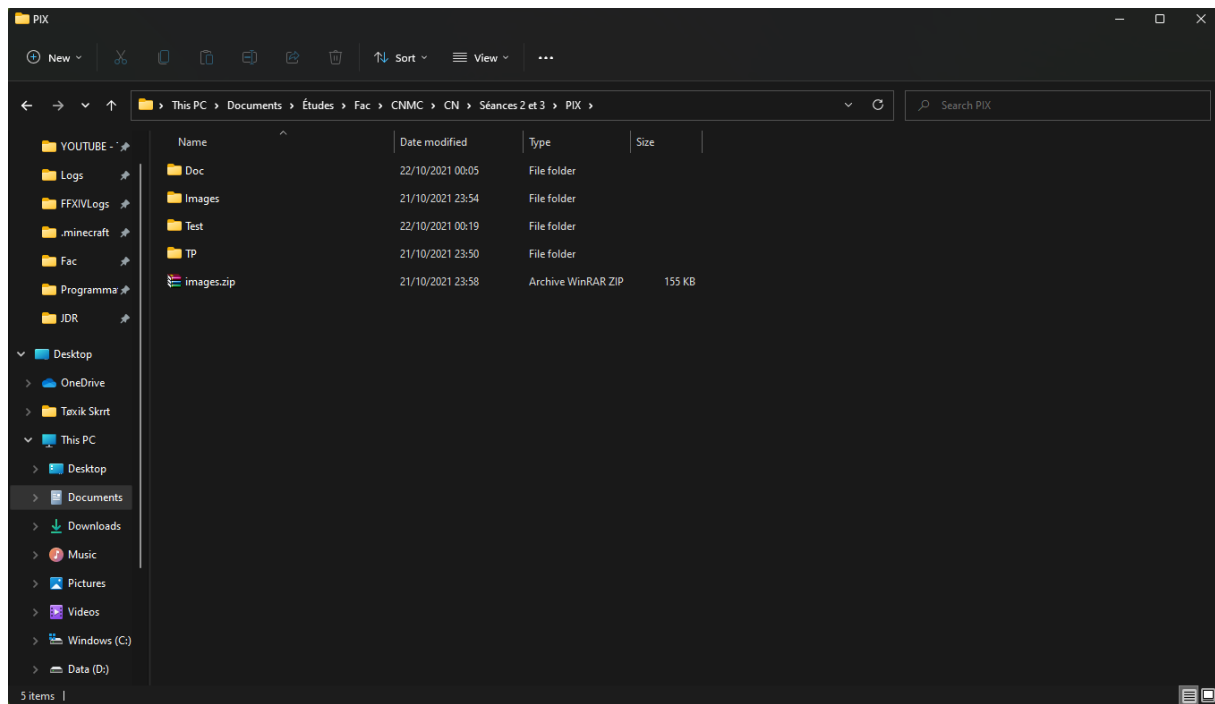 PIX
New Sort View ...
This PC > Documents > Études > Fac > CNMC > CN > Séances 2 et 3 > PIX > Search PIX
Name Date modified Type Size
Doc 22/10/2021 00:05 File folder
Images 21/10/2021 23:54 File folder
Test 22/10/2021 00:19 File folder
TP 21/10/2021 23:50 File folder
images.zip 21/10/2021 23:58 Archive WinRAR ZIP 155 KB
YOUTUBE -
Logs
FFXIVLogs
.minecraft
Fac
Programma
JDR
Desktop
OneDrive
Tøxik Skrrt
This PC
Desktop
Documents
Downloads
Music
Pictures
Videos
Windows (C:)
Data (D:)
5 items